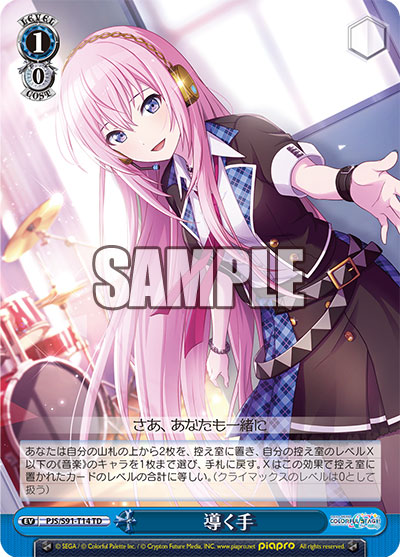 LEVEL
1
0
COST
SAMPLE
さあ、あなたも一緒に
あなたは自分の山札の上から2枚を、控え室に置き、自分の控え室のレベルX
以下の《音楽》のキャラを1枚まで選び、手札に戻す。Xはこの効果で控え室に
置かれたカードのレベルの合計に等しい。(クライマックスのレベルは0として
扱う)
EV PJS/S91-T14 TD
導く手
COLORFUL STAGE!
© SEGA / © Colorful Palette Inc. / © Crypton Future Media, INC. www.piapro.net piapro All rights reserved.